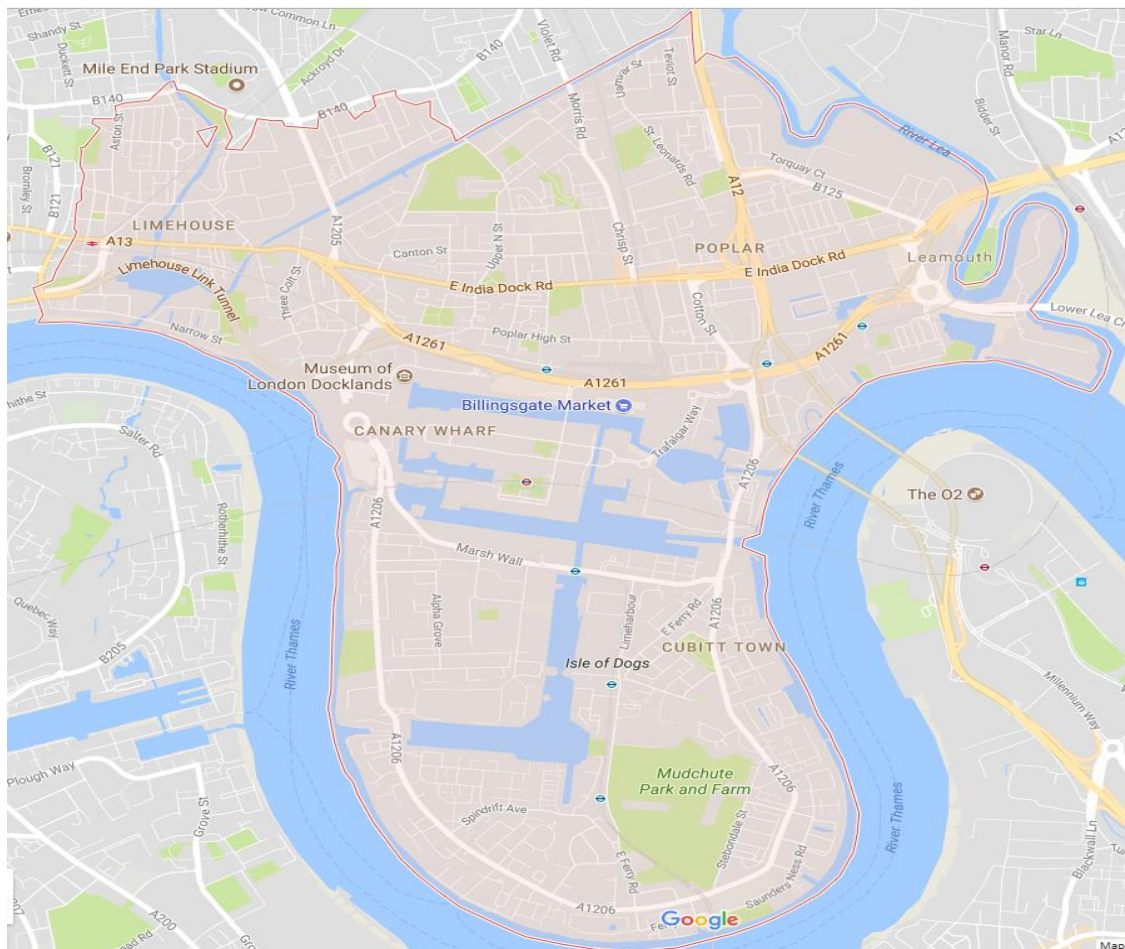 Shandy St
Duckett St
Ackroyd Dr
B140
Violet Rd
Mile End Park Stadium
B140
Aston St
B140
B121
Bromley St
B121
Morris Rd
Teviot St
St. Leonards Rd
A12
Torquay Ct
B125
River Lea
Manor Rd
Star Ln
Bidder St
LIMEHOUSE
A13
A1205
Canton St
Upper N St
Chrisp St
POPLAR
Leamouth
E India Dock Rd
E India Dock Rd
Limehouse Link Tunnel
Three Colt St
Cotton St
Lower Lea
Narrow St
A1261
Poplar High St
A1261
A1261
Museum of
London Docklands
Billingsgate Market
Trafalgar Way
CANARY WHARF
Salter Rd
Rotherhithe St
A1206
A1206
River Thames
The O2
Marsh Wall
Alpha Grove
Limeharbour
E Ferry Rd
A1206
CUBITT TOWN
Isle of Dogs
Quebec Way
B205
River Thames
Millennium Way
A1206
Plough Way
Grove St
Mudchute
Park and Farm
A1206
Spindrift Ave
Stebondale St
River Thames
E Ferry Rd
Saunders Ness Rd
Blackwall Ln
A1206
Google
A200
Map